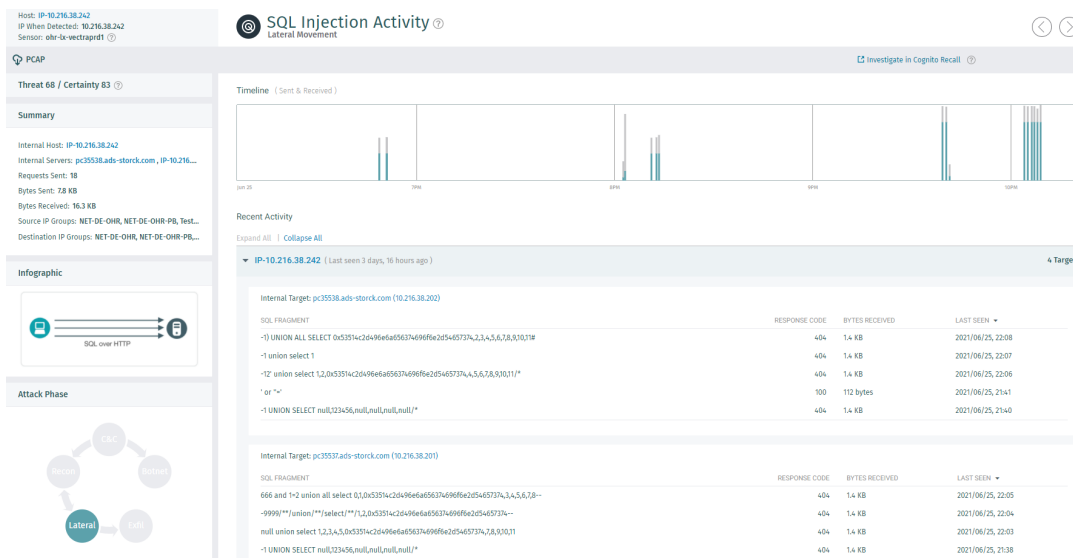 Host: IP-10.216.38.242
IP When Detected: 10.216.38.242
Sensor: ohr-lx-vectraprd1
SQL Injection Activity
Lateral Movement
PCAP
Investigate in Cognito Recall
Threat 68 / Certainty 83
Summary
Internal Host: IP-10.216.38.242
Internal Servers: pc35538.ads-storck.com , IP-10.216....
Requests Sent: 18
Bytes Sent: 7.8 KB
Bytes Received: 16.3 KB
Source IP Groups: NET-DE-OHR, NET-DE-OHR-PB, Test...
Destination IP Groups: NET-DE-OHR, NET-DE-OHR-PB,...
Infographic
SQL over HTTP
Attack Phase
C&C
Recon
Botnet
Lateral
Exfil
Timeline ( Sent & Received )
Jun 25
7PM
8PM
9PM
10PM
Recent Activity
Expand All | Collapse All
IP-10.216.38.242 ( Last seen 3 days, 16 hours ago )
4 Targe
Internal Target: pc35538.ads-storck.com (10.216.38.202)
SQL FRAGMENT RESPONSE CODE BYTES RECEIVED LAST SEEN
-1) UNION ALL SELECT 0x53514c2d496e6a656374696f6e2d54657374,2,3,4,5,6,7,8,9,10,11# 404 1.4 KB 2021/06/25, 22:08
-1 union select 1 404 1.4 KB 2021/06/25, 22:07
-12' union select 1,2,0x53514c2d496e6a656374696f6e2d54657374,4,5,6,7,8,9,10,11/* 404 1.4 KB 2021/06/25, 22:06
' or ''=' 100 112 bytes 2021/06/25, 21:41
-1 UNION SELECT null,123456,null,null,null,null/* 404 1.4 KB 2021/06/25, 21:40
Internal Target: pc35537.ads-storck.com (10.216.38.201)
SQL FRAGMENT RESPONSE CODE BYTES RECEIVED LAST SEEN
666 and 1=2 union all select 0,1,0x53514c2d496e6a656374696f6e2d54657374,3,4,5,6,7,8-- 404 1.4 KB 2021/06/25, 22:05
-9999/**/union/**/select/**/1,2,0x53514c2d496e6a656374696f6e2d54657374-- 404 1.4 KB 2021/06/25, 22:04
null union select 1,2,3,4,5,0x53514c2d496e6a656374696f6e2d54657374,7,8,9,10,11 404 1.4 KB 2021/06/25, 22:03
-1 UNION SELECT null,123456,null,null,null,null/* 404 1.4 KB 2021/06/25, 21:38